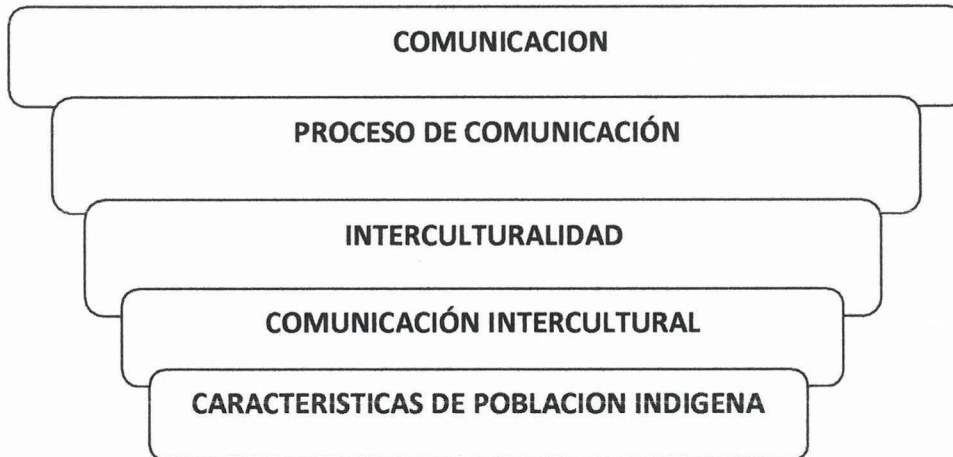 COMUNICACION
PROCESO DE COMUNICACIÓN
INTERCULTURALIDAD
COMUNICACIÓN INTERCULTURAL
CARACTERISTICAS DE POBLACION INDIGENA